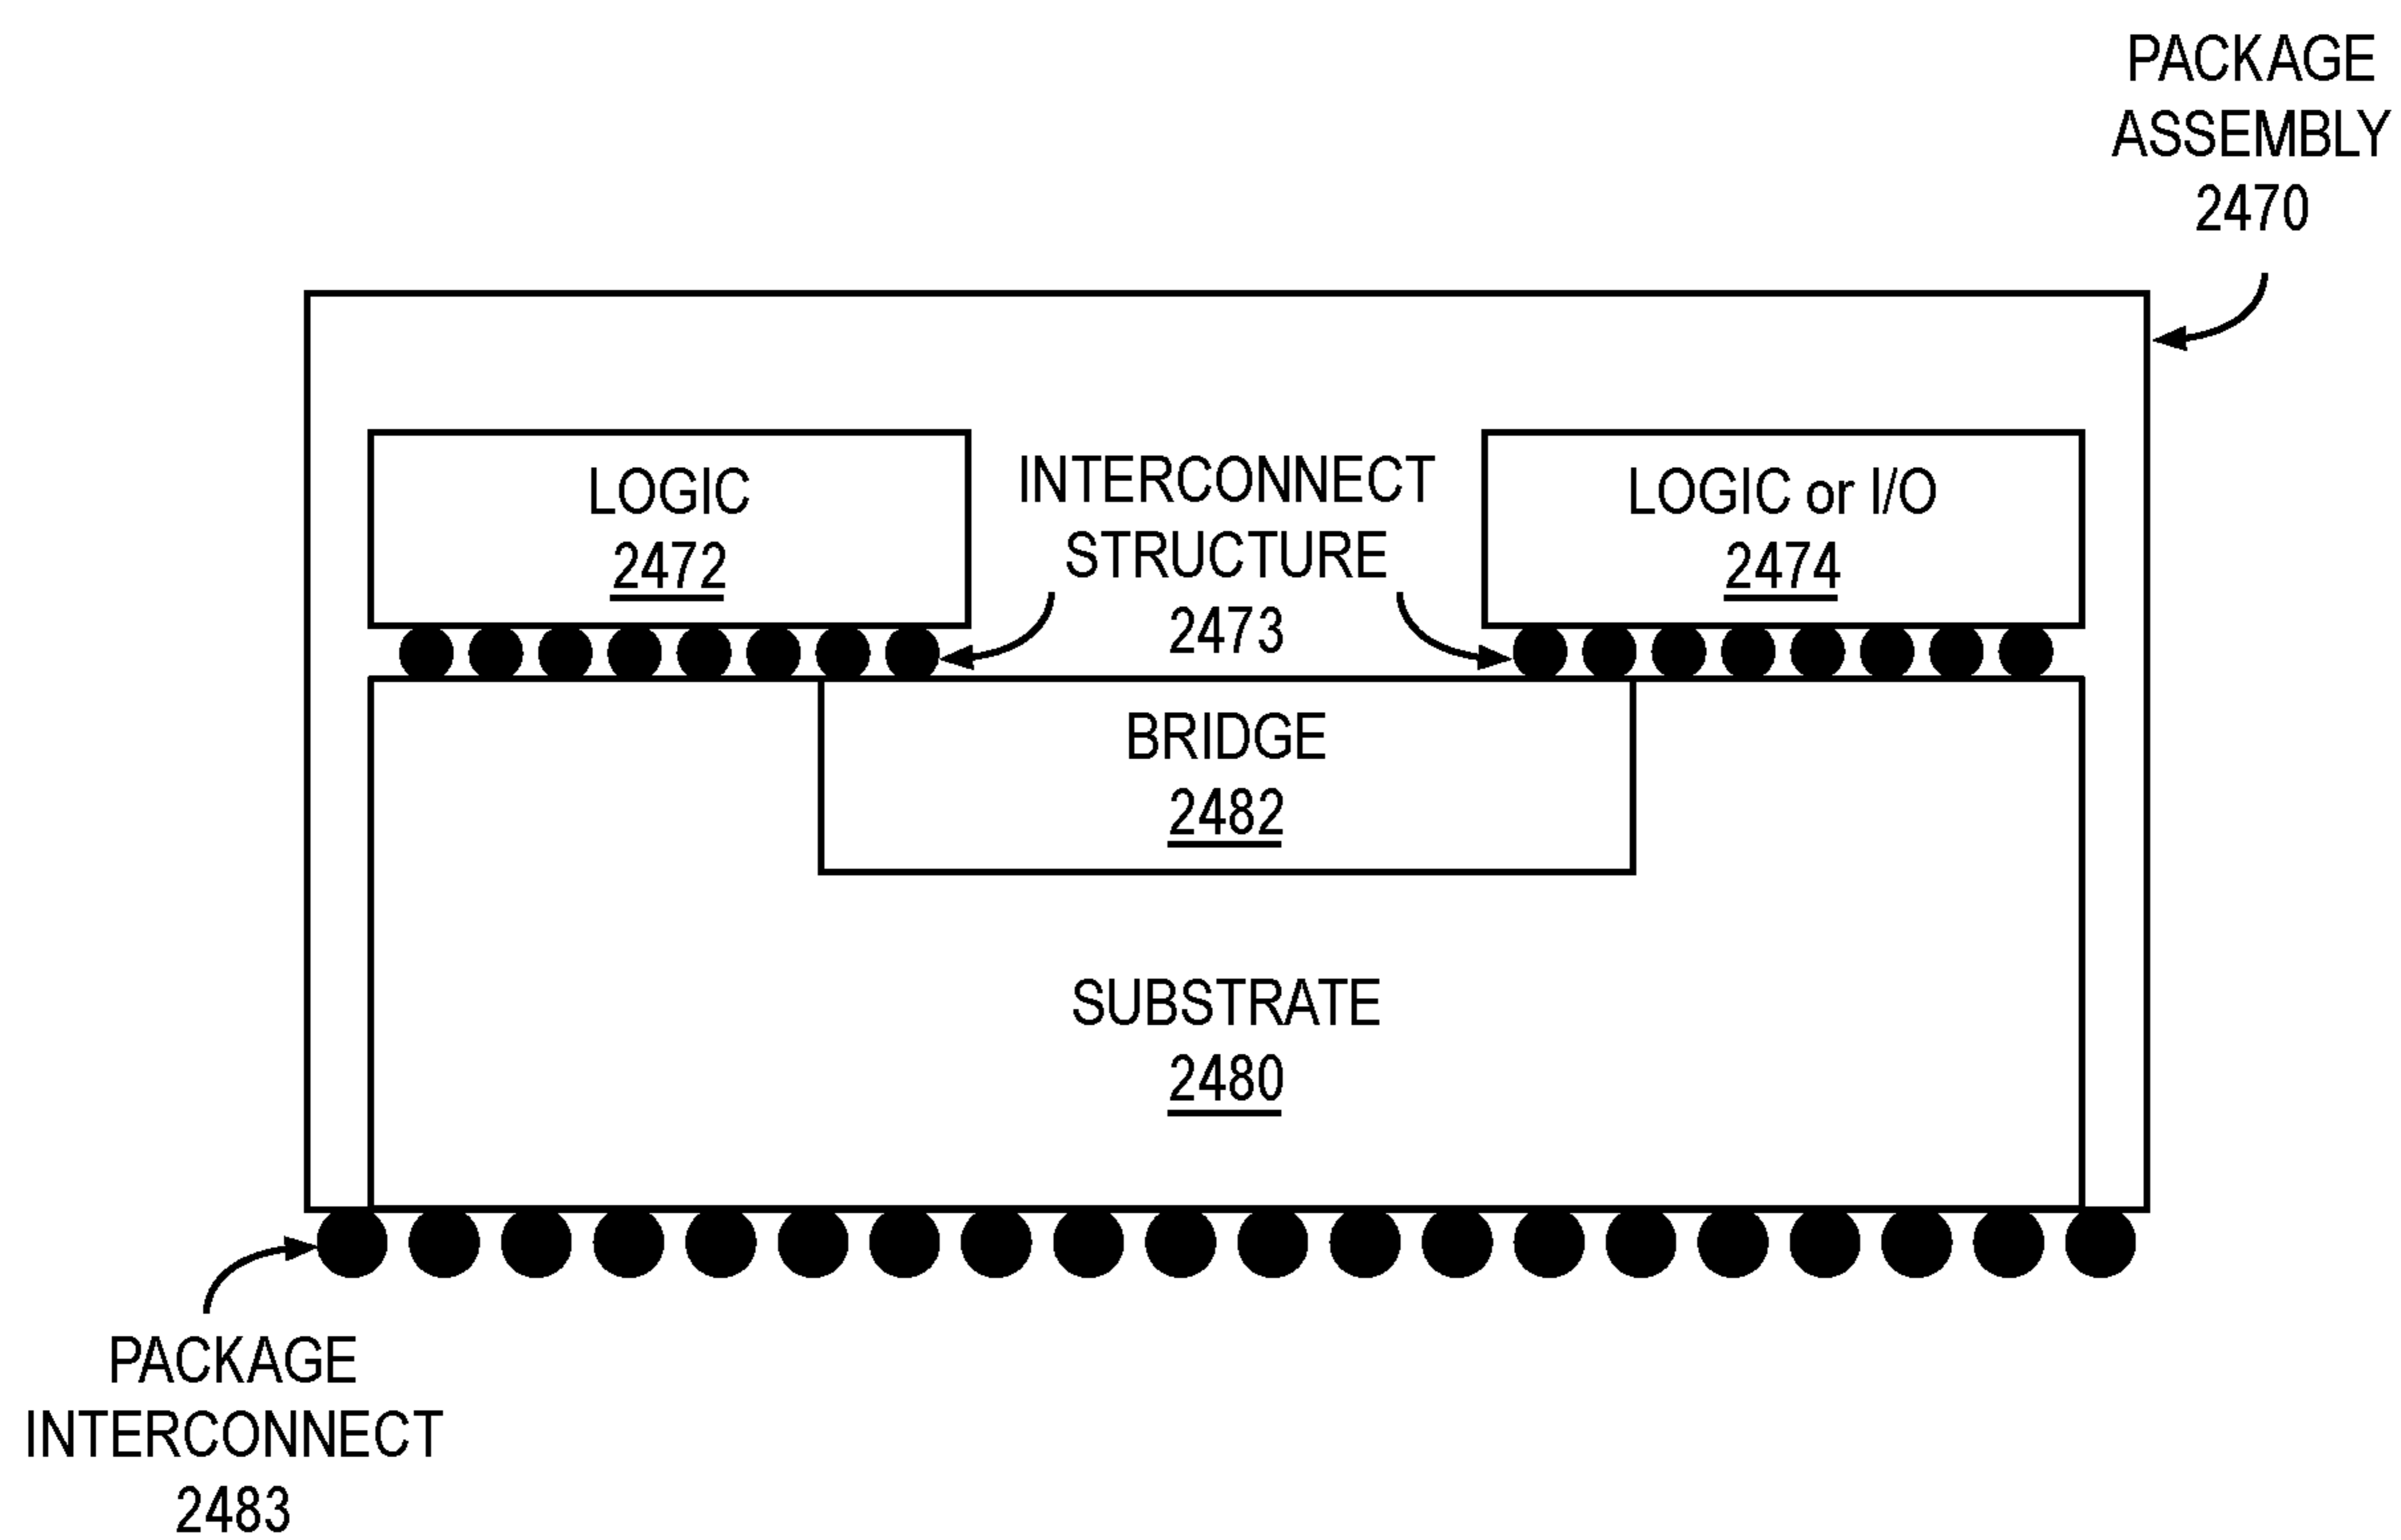 PACKAGE
ASSEMBLY
2470
LOGIC
2472
INTERCONNECT
STRUCTURE
2473
LOGIC or I/O
2474
BRIDGE
2482
SUBSTRATE
2480
PACKAGE
INTERCONNECT
2483